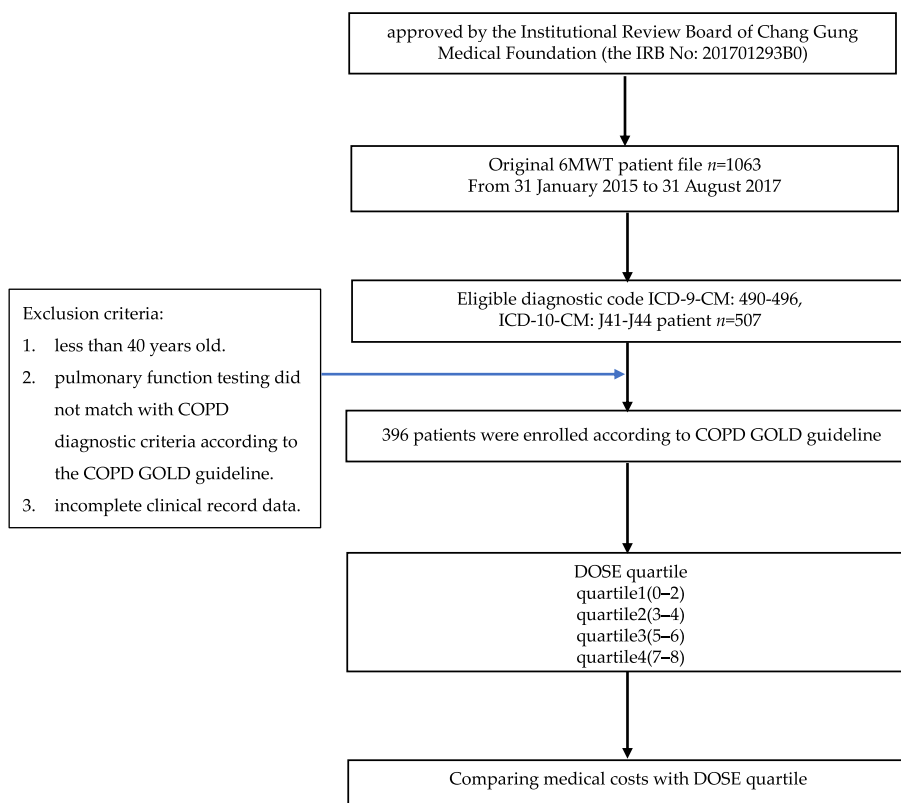 approved by the Institutional Review Board of Chang Gung
Medical Foundation (the IRB No: 201701293B0)
Original 6MWT patient file n=1063
From 31 January 2015 to 31 August 2017
Eligible diagnostic code ICD-9-CM: 490-496,
ICD-10-CM: J41-J44 patient n=507
Exclusion criteria:
1. less than 40 years old.
2. pulmonary function testing did
not match with COPD
diagnostic criteria according to
the COPD GOLD guideline.
3. incomplete clinical record data.
396 patients were enrolled according to COPD GOLD guideline
DOSE quartile
quartile1(0–2)
quartile2(3–4)
quartile3(5–6)
quartile4(7–8)
Comparing medical costs with DOSE quartile